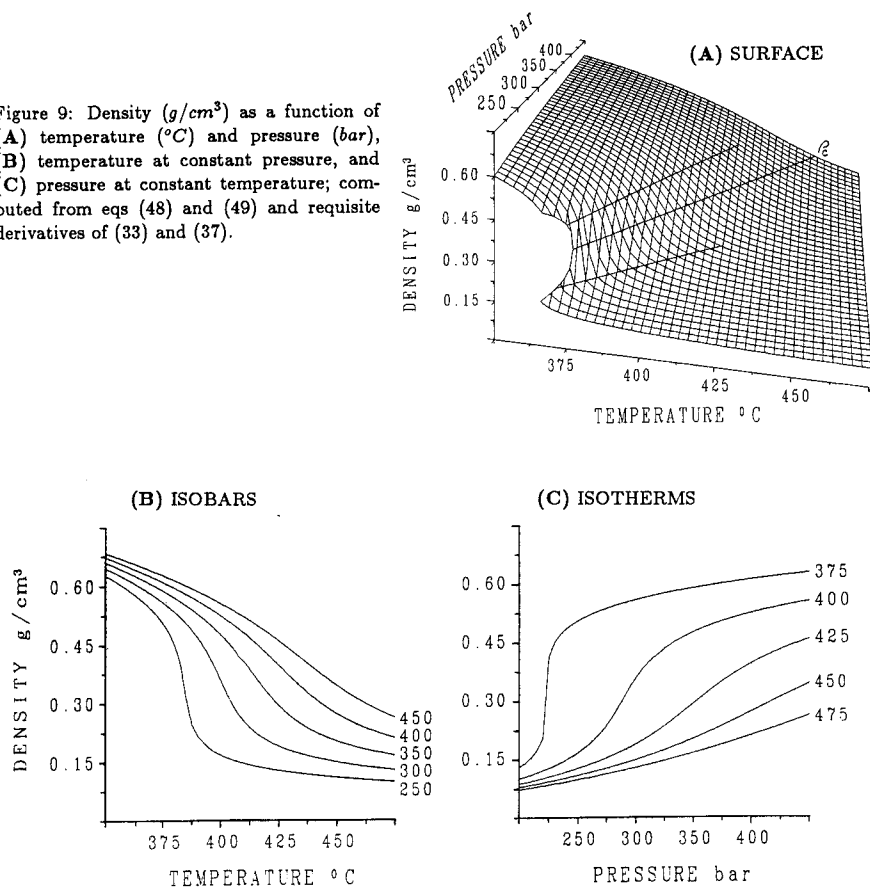 (A) SURFACE
PRESSURE bar
250 300 350 400
igure 9: Density (g/cm³) as a function of
A) temperature (°C) and pressure (bar),
B) temperature at constant pressure, and
C) pressure at constant temperature; com-
uted from eqs (48) and (49) and requisite
erivatives of (33) and (37).
DENSITY g/cm³
0.60
0.45
0.30
0.15
375 400 425 450
TEMPERATURE °C
(B) ISOBARS
DENSITY g/cm³
0.60
0.45
0.30
0.15
450
400
350
300
250
375 400 425 450
TEMPERATURE °C
(C) ISOTHERMS
0.60
0.45
0.30
0.15
375
400
425
450
475
250 300 350 400
PRESSURE bar